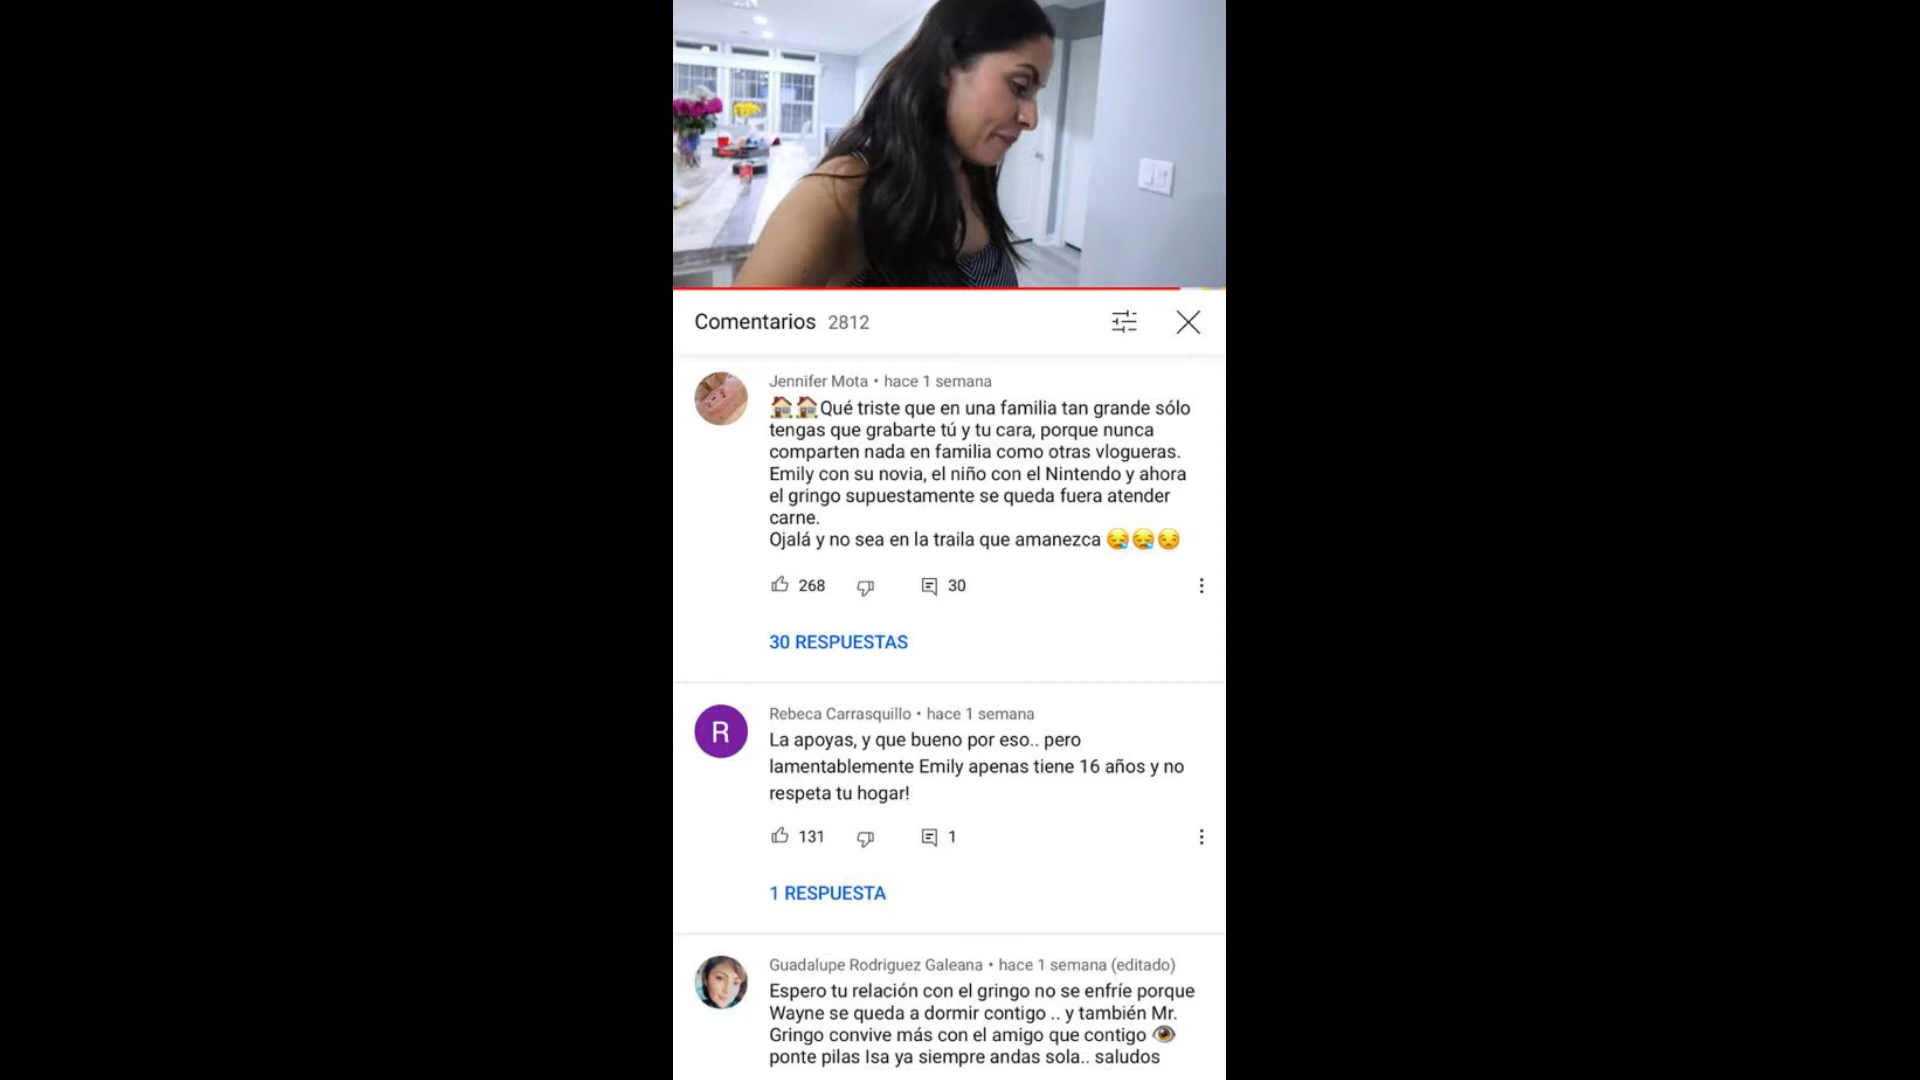 Comentarios 2812
Jennifer Mota • hace 1 semana
🏠🏠Qué triste que en una familia tan grande sólo
tengas que grabarte tú y tu cara, porque nunca
comparten nada en familia como otras vlogueras.
Emily con su novia, el niño con el Nintendo y ahora
el gringo supuestamente se queda fuera atender
carne.
Ojalá y no sea en la traila que amanezca 😪😪😒
268 30
30 RESPUESTAS
R
Rebeca Carrasquillo • hace 1 semana
La apoyas, y que bueno por eso.. pero
lamentablemente Emily apenas tiene 16 años y no
respeta tu hogar!
131 1
1 RESPUESTA
Guadalupe Rodriguez Galeana • hace 1 semana (editado)
Espero tu relación con el gringo no se enfríe porque
Wayne se queda a dormir contigo .. y también Mr.
Gringo convive más con el amigo que contigo 👁️
ponte pilas Isa ya siempre andas sola.. saludos